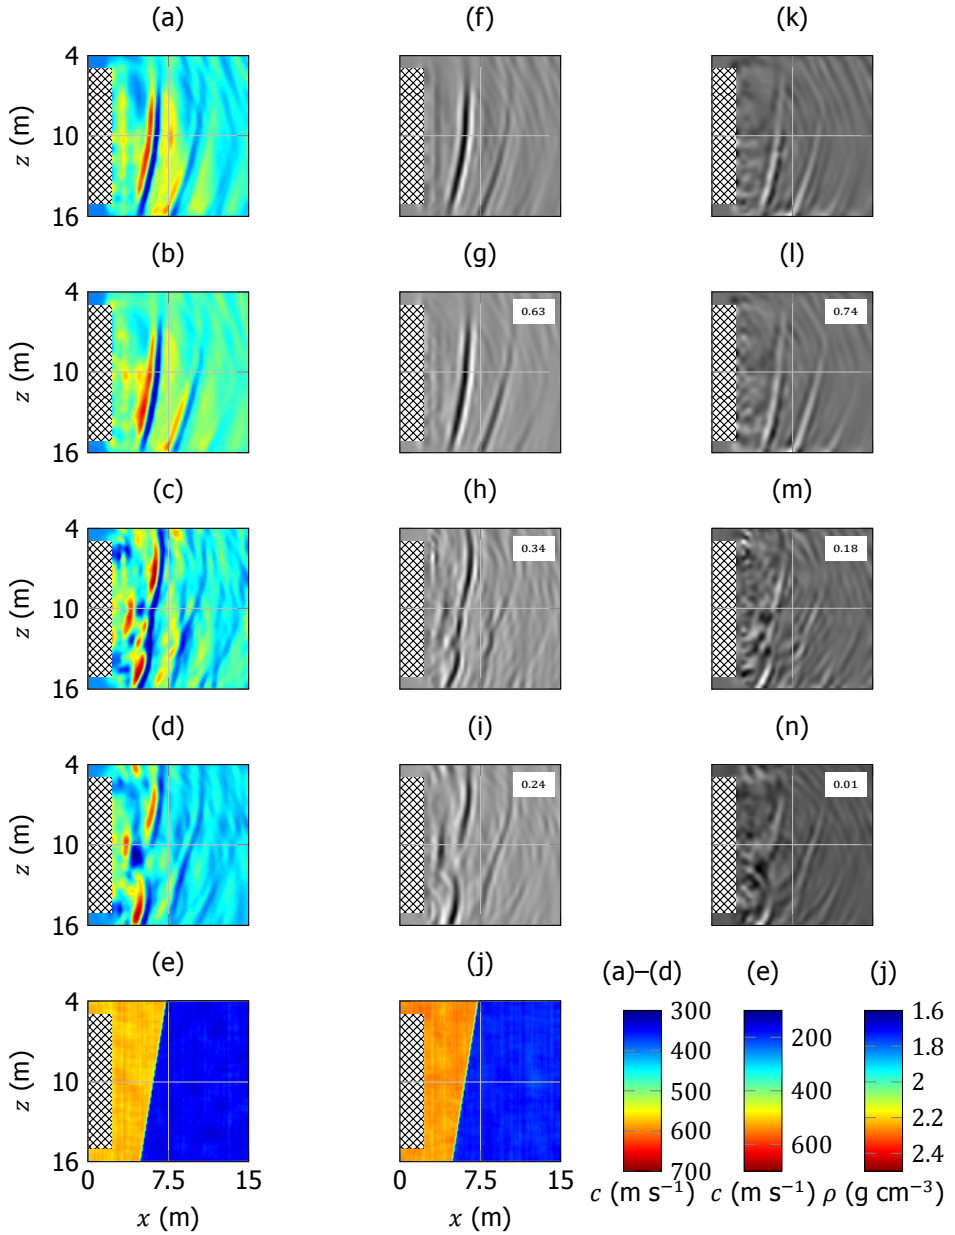 (a) (f) (k)
4
10
16
z (m)
(b) (g) (l)
4
10
16
z (m)
0.63
0.74
(c) (h) (m)
4
10
16
z (m)
0.34
0.18
(d) (i) (n)
4
10
16
z (m)
0.24
0.01
(e) (j) (a)–(d) (e) (j)
4
10
16
z (m)
0 7.5 15
x (m)
0 7.5 15
x (m)
300
400
500
600
700
c (m s⁻¹)
200
400
600
c (m s⁻¹)
1.6
1.8
2
2.2
2.4
ρ (g cm⁻³)